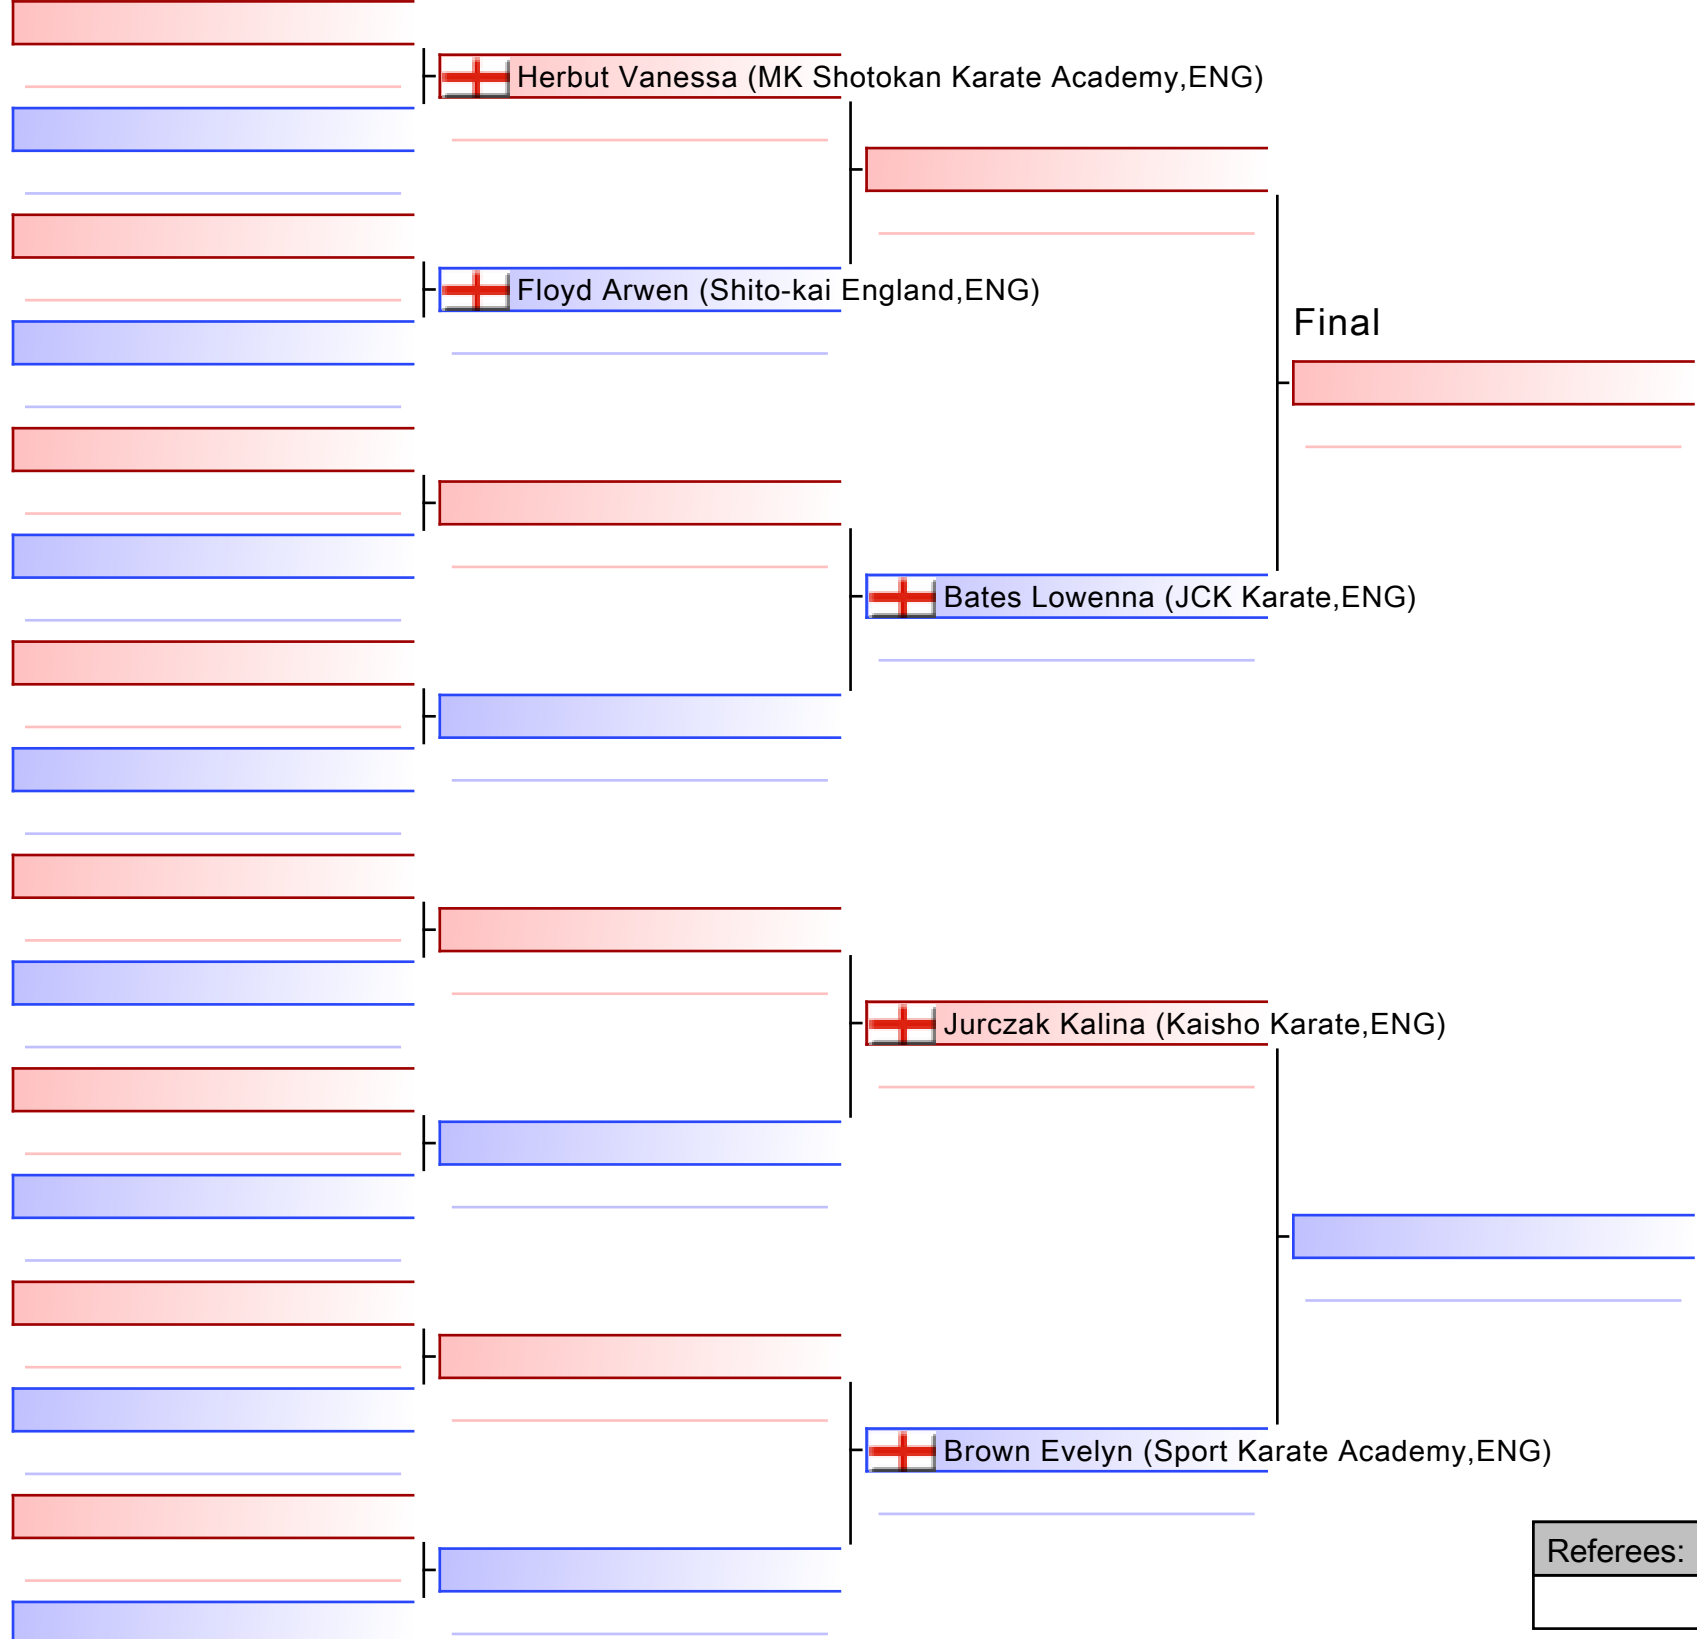 Herbut Vanessa (MK Shotokan Karate Academy,ENG)
Floyd Arwen (Shito-kai England,ENG)
Final
Bates Lowenna (JCK Karate,ENG)
Jurczak Kalina (Kaisho Karate,ENG)
Brown Evelyn (Sport Karate Academy,ENG)
Referees: